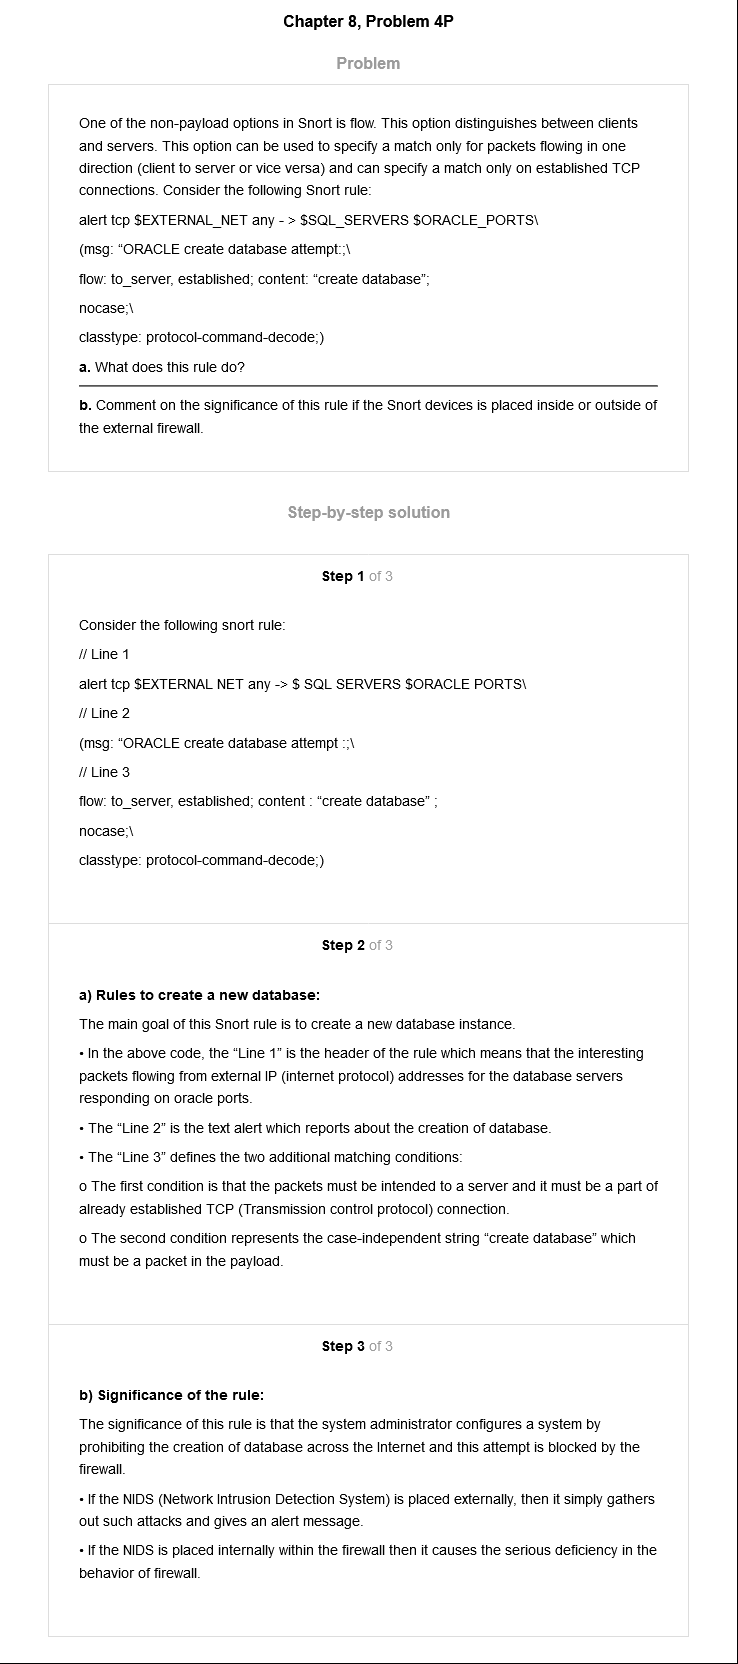 Chapter 8, Problem 4P
Problem
One of the non-payload options in Snort is flow. This option distinguishes between clients
and servers. This option can be used to specify a match only for packets flowing in one
direction (client to server or vice versa) and can specify a match only on established TCP
connections. Consider the following Snort rule:
alert tcp $EXTERNAL_NET any - > $SQL_SERVERS $ORACLE_PORTS\
(msg: “ORACLE create database attempt:;\
flow: to_server, established; content: “create database”;
nocase;\
classtype: protocol-command-decode;)
a. What does this rule do?
b. Comment on the significance of this rule if the Snort devices is placed inside or outside of
the external firewall.
Step-by-step solution
Step 1 of 3
Consider the following snort rule:
// Line 1
alert tcp $EXTERNAL NET any -> $ SQL SERVERS $ORACLE PORTS\
// Line 2
(msg: “ORACLE create database attempt :;\
// Line 3
flow: to_server, established; content : “create database” ;
nocase;\
classtype: protocol-command-decode;)
Step 2 of 3
a) Rules to create a new database:
The main goal of this Snort rule is to create a new database instance.
• In the above code, the “Line 1” is the header of the rule which means that the interesting
packets flowing from external IP (internet protocol) addresses for the database servers
responding on oracle ports.
• The “Line 2” is the text alert which reports about the creation of database.
• The “Line 3” defines the two additional matching conditions:
o The first condition is that the packets must be intended to a server and it must be a part of
already established TCP (Transmission control protocol) connection.
o The second condition represents the case-independent string “create database” which
must be a packet in the payload.
Step 3 of 3
b) Significance of the rule:
The significance of this rule is that the system administrator configures a system by
prohibiting the creation of database across the Internet and this attempt is blocked by the
firewall.
• If the NIDS (Network Intrusion Detection System) is placed externally, then it simply gathers
out such attacks and gives an alert message.
• If the NIDS is placed internally within the firewall then it causes the serious deficiency in the
behavior of firewall.